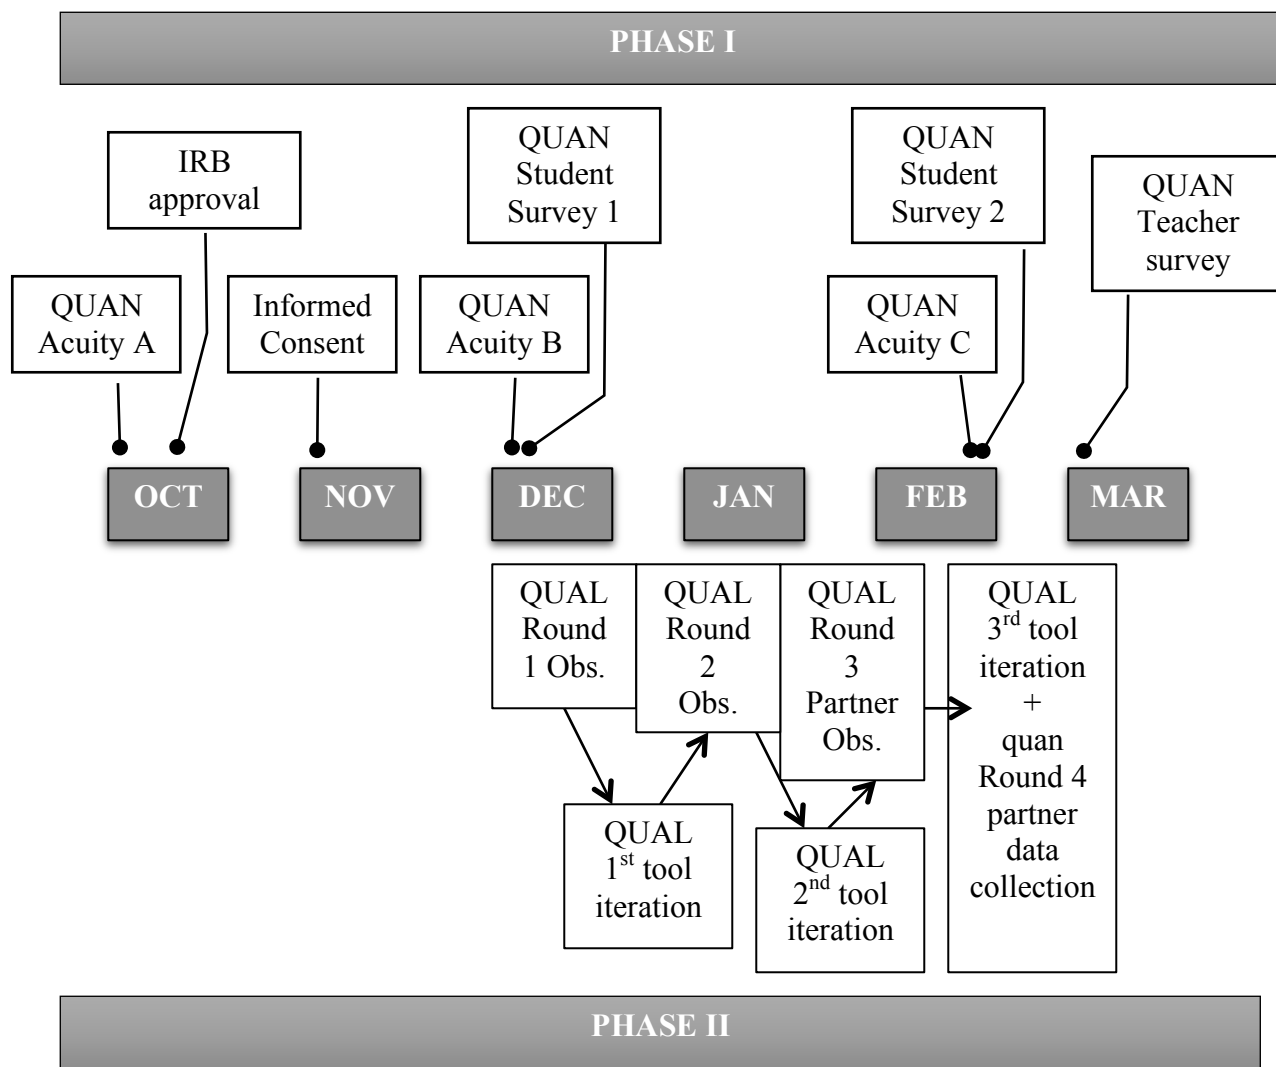 PHASE I
IRB
approval
QUAN
Student
Survey 1
QUAN
Student
Survey 2
QUAN
Teacher
survey
QUAN
Acuity A
Informed
Consent
QUAN
Acuity B
QUAN
Acuity C
OCT
NOV
DEC
JAN
FEB
MAR
QUAL
Round
1 Obs.
QUAL
Round
2
Obs.
QUAL
Round
3
Partner
Obs.
QUAL
3rd tool
iteration
+
quan
Round 4
partner
data
collection
QUAL
1st tool
iteration
QUAL
2nd tool
iteration
PHASE II